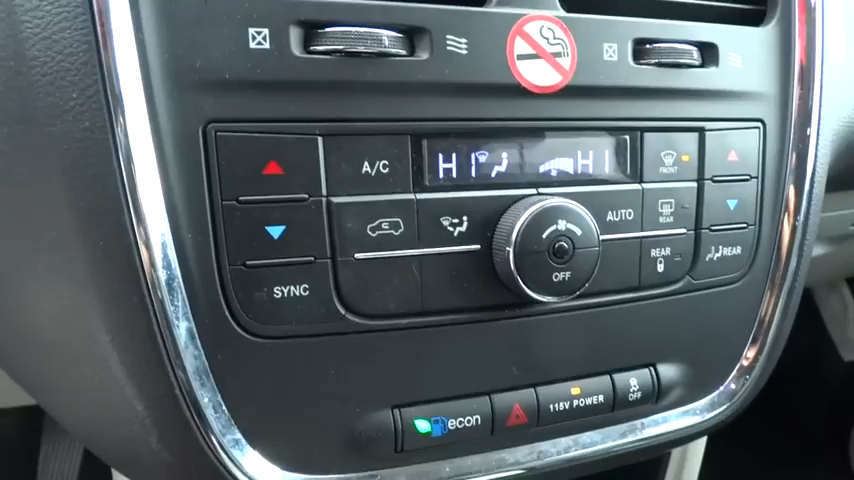 HI HI
A/C
FRONT
AUTO
REAR
REAR
REAR
OFF
SYNC
econ
115V POWER
OFF